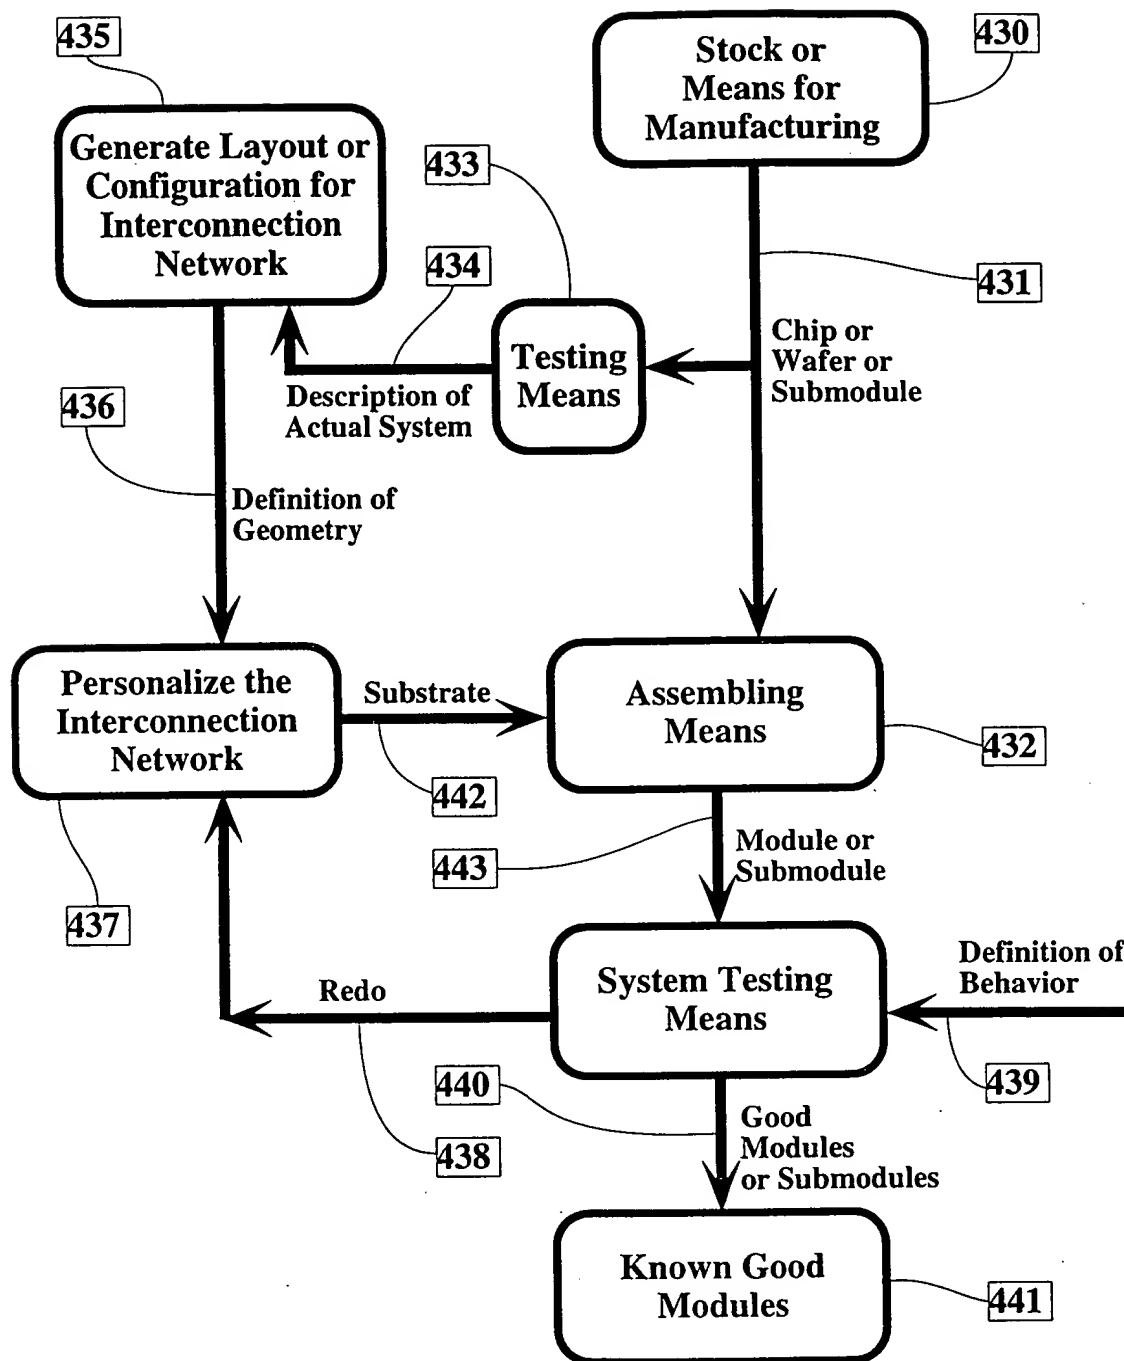 435
Stock or
Means for
Manufacturing
430
Generate Layout or
Configuration for
Interconnection
Network
433
434
431
Testing
Means
Chip or
Wafer or
Submodule
Description of
Actual System
436
Definition of
Geometry
Personalize the
Interconnection
Network
Substrate
Assembling
Means
432
442
443
Module or
Submodule
437
System Testing
Means
Definition of
Behavior
Redo
439
440
438
Good
Modules
or Submodules
Known Good
Modules
441